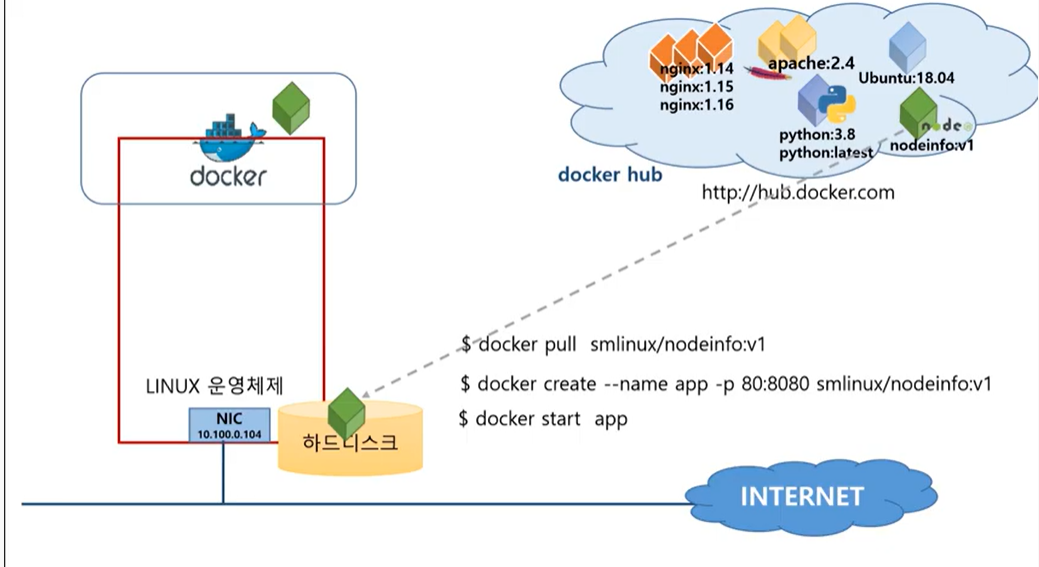 nginx:1.14
nginx:1.15
nginx:1.16
apache:2.4
Ubuntu:18.04
python:3.8
python:latest
node
nodeinfo:v1
docker
docker hub
http://hub.docker.com
$ docker pull smlinux/nodeinfo:v1
$ docker create --name app -p 80:8080 smlinux/nodeinfo:v1
$ docker start app
LINUX 운영체제
NIC
10.100.0.104
하드디스크
INTERNET